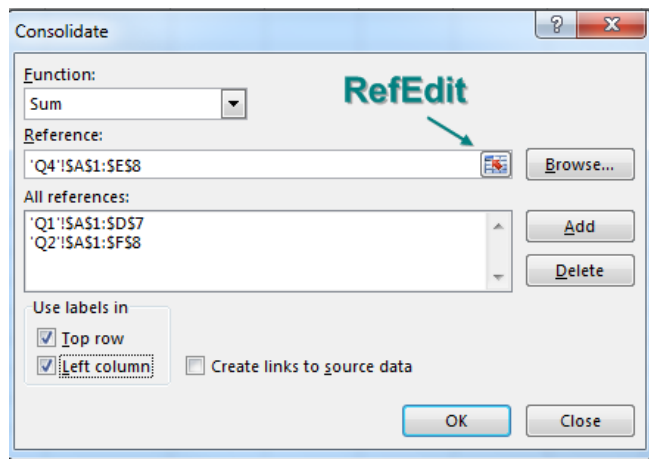 Consolidate
?
X
Function:
RefEdit
Sum
Reference:
'Q4'!$A$1:$E$8
Browse...
All references:
'Q1'!$A$1:$D$7
'Q2'!$A$1:$F$8
Add
Delete
Use labels in
Top row
Left column
Create links to source data
OK
Close